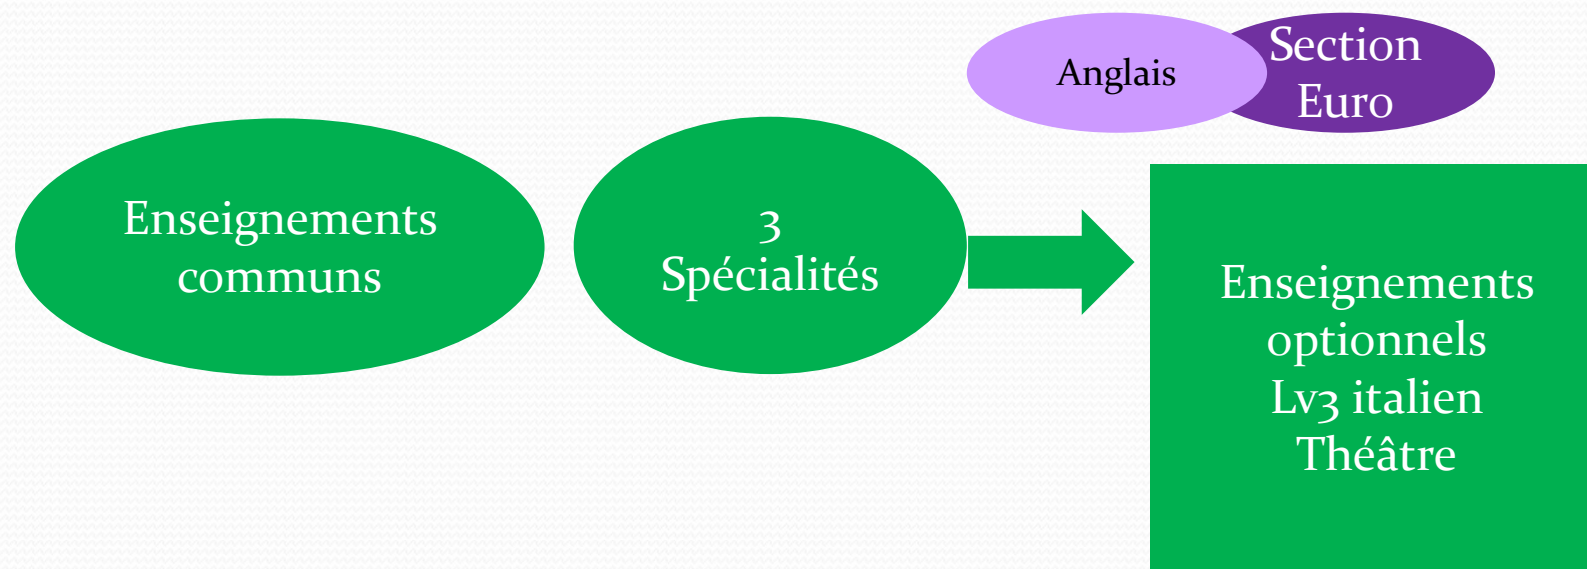 Anglais
Section
Euro
Enseignements
communs
3
Spécialités
Enseignements
optionnels
Lv3 italien
Théâtre